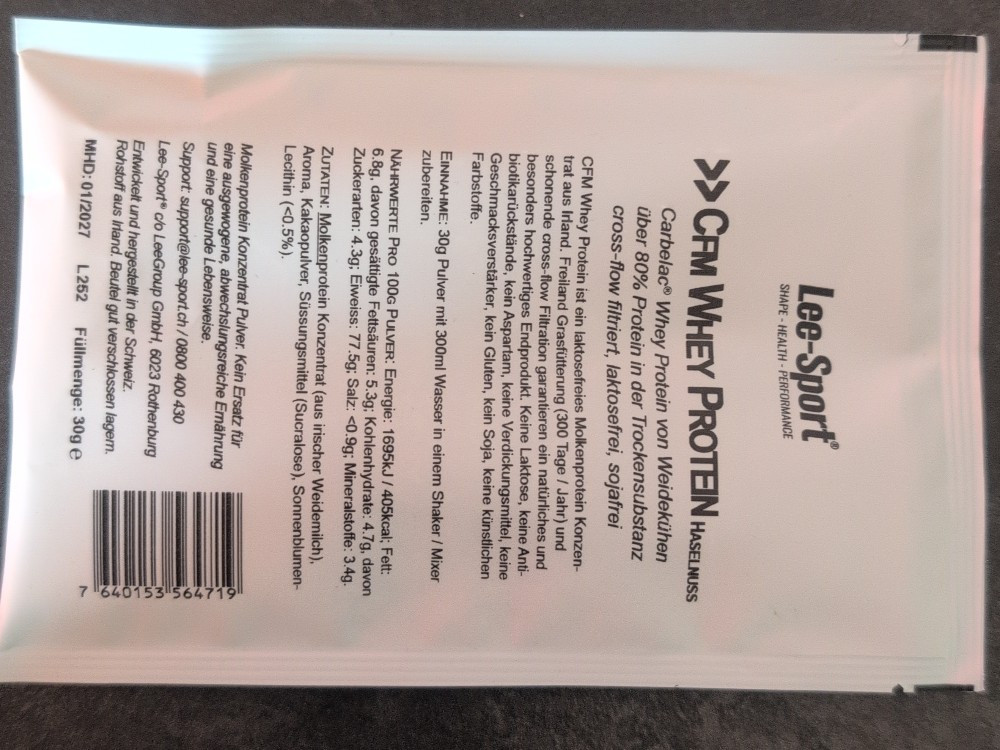 Lee-Sport®
SHAPE - HEALTH - PERFORMANCE
>> CFM WHEY PROTEIN HASELNUSS
Carbelac® Whey Protein von Weidekühen
über 80% Protein in der Trockensubstanz
cross-flow filtriert, laktosefrei, sojafrei
CFM Whey Protein ist ein laktosefreies Molkenprotein Konzen-
trat aus Irland. Freiland Grasfütterung (300 Tage / Jahr) und
schonende cross-flow Filtration garantieren ein natürliches und
besonders hochwertiges Endprodukt. Keine Laktose, keine Anti-
biotikarückstände, kein Aspartam, keine Verdickungsmittel, keine
Geschmacksverstärker, kein Gluten, kein Soja, keine künstlichen
Farbstoffe.
EINNAHME: 30g Pulver mit 300ml Wasser in einem Shaker / Mixer
zubereiten.
NÄHRWERTE PRO 100G PULVER: Energie: 1695kJ / 405kcal; Fett:
6.8g, davon gesättigte Fettsäuren: 5.3g; Kohlenhydrate: 4.7g, davon
Zuckerarten: 4.3g; Eiweiss: 77.5g; Salz: <0.9g; Mineralstoffe: 3.4g.
ZUTATEN: Molkenprotein Konzentrat (aus irischer Weidemilch),
Aroma, Kakaopulver, Süssungsmittel (Sucralose), Sonnenblumen-
Lecithin (<0.5%).
Molkenprotein Konzentrat Pulver. Kein Ersatz für
eine ausgewogene, abwechslungsreiche Ernährung
und eine gesunde Lebensweise.
Support: support@lee-sport.ch / 0800 400 430
Lee-Sport® c/o LeeGroup GmbH, 6023 Rothenburg
Entwickelt und hergestellt in der Schweiz.
Rohstoff aus Irland. Beutel gut verschlossen lagern.
MHD: 01/2027 L252 Füllmenge: 30g e
7 640153 564719